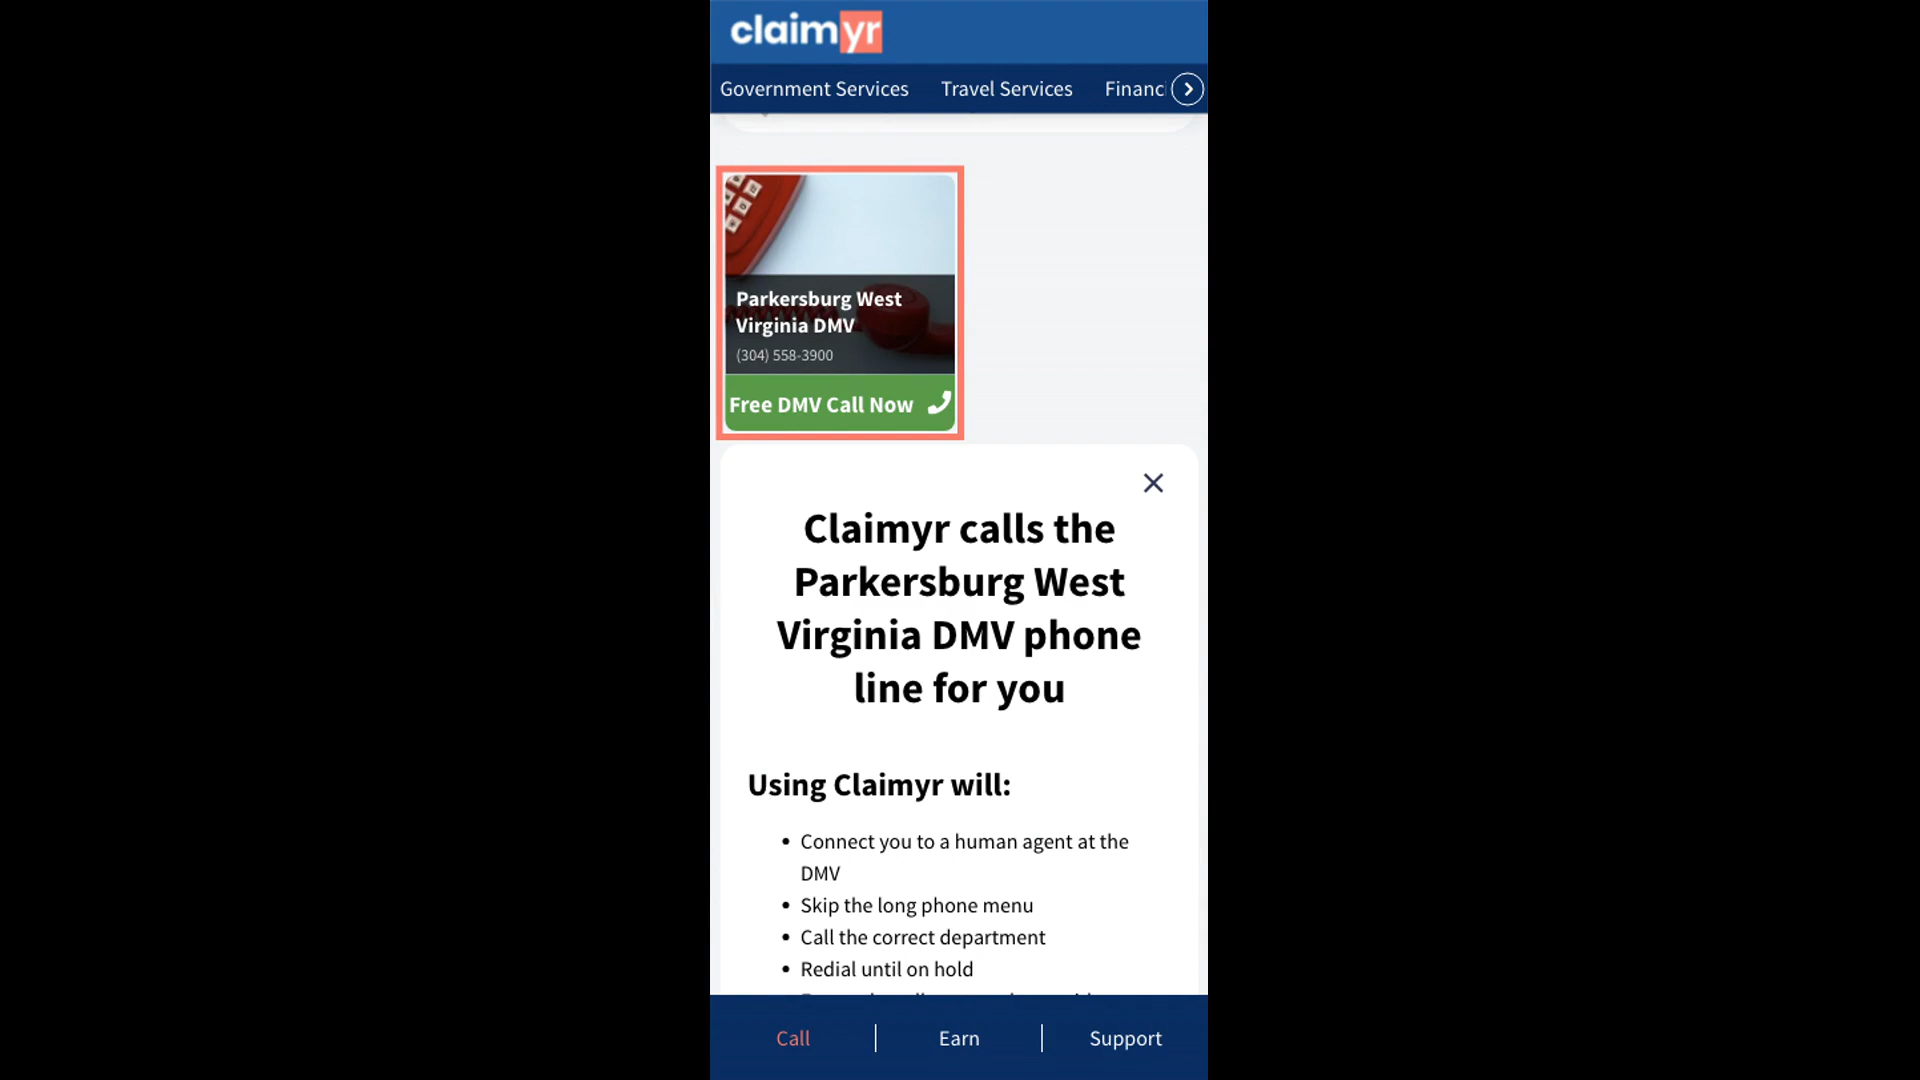 claimyr
Government Services Travel Services Financ
Parkersburg West
Virginia DMV
(304) 558-3900
Free DMV Call Now
Claimyr calls the
Parkersburg West
Virginia DMV phone
line for you
Using Claimyr will:
• Connect you to a human agent at the
DMV
• Skip the long phone menu
• Call the correct department
• Redial until on hold
Call | Earn | Support